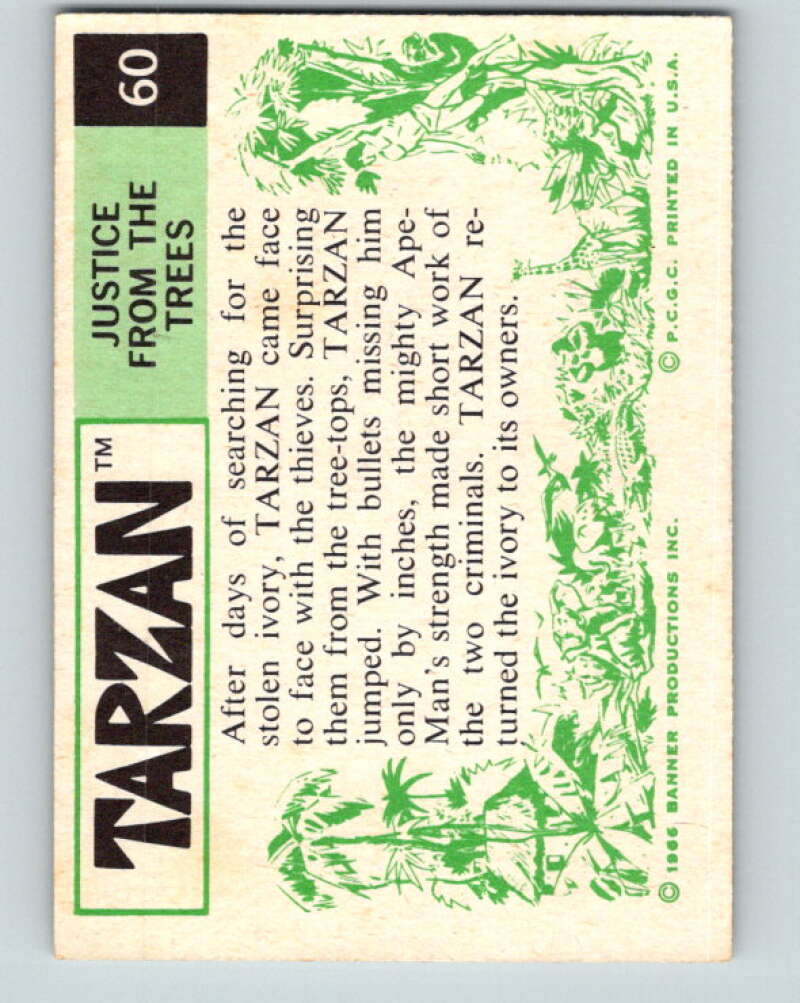 TARZAN™
JUSTICE
FROM THE
TREES
60
After days of searching for the
stolen ivory, TARZAN came face
to face with the thieves. Surprising
them from the tree-tops, TARZAN
jumped. With bullets missing him
only by inches, the mighty Ape-
Man's strength made short work of
the two criminals. TARZAN re-
turned the ivory to its owners.
© 1966 BANNER PRODUCTIONS INC.
© P.C.G.C. PRINTED IN U.S.A.